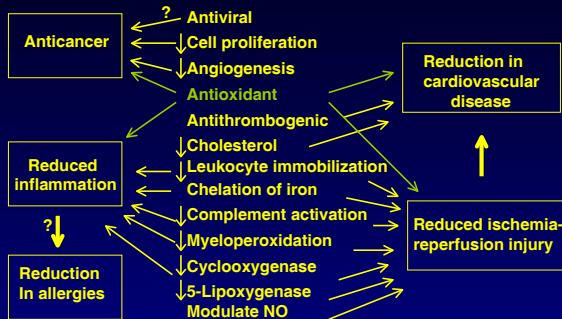 ?
Anticancer
Antiviral
Cell proliferation
Angiogenesis
Antioxidant
Antithrombogenic
Cholesterol
Leukocyte immobilization
Chelation of iron
Complement activation
Myeloperoxidation
Cyclooxygenase
5-Lipoxygenase
Modulate NO
Reduced
inflammation
?
Reduction
In allergies
Reduction in
cardiovascular
disease
Reduced ischemia-
reperfusion injury